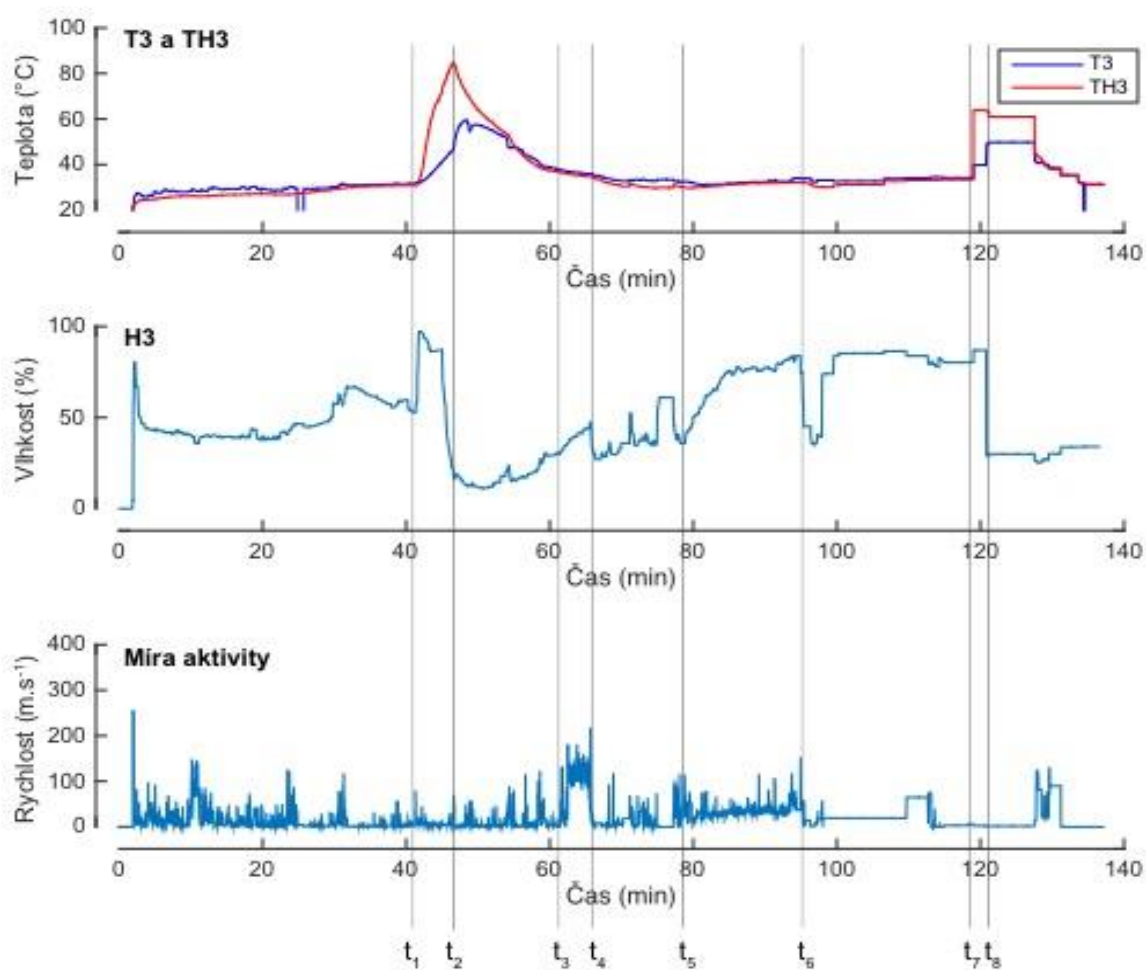 T3 a TH3
Teplota (°C)
100
80
60
40
20
T3
TH3
0 20 40 60 80 100 120 140
Čas (min)
H3
Vlhkost (%)
100
50
0
0 20 40 60 80 100 120 140
Čas (min)
Míra aktivity
Rychlost (m.s⁻¹)
400
300
200
100
0
0 20 40 60 80 100 120 140
Čas (min)
t₁ t₂ t₃ t₄ t₅ t₆ t₇ t₈